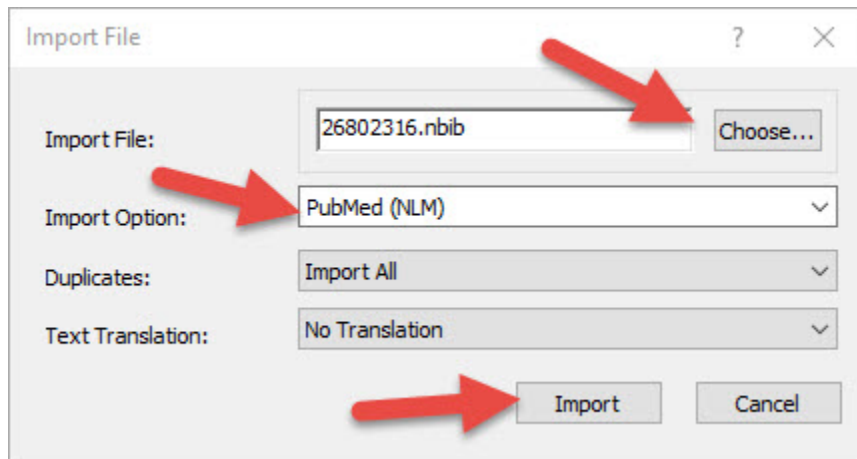 Import File
?
Import File:
26802316.nbib
Choose...
Import Option:
PubMed (NLM)
Duplicates:
Import All
Text Translation:
No Translation
Import
Cancel